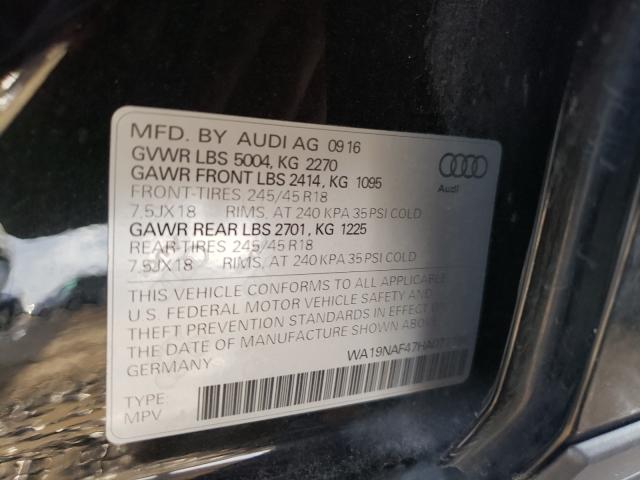 MFD. BY AUDI AG 09 16
GVWR LBS 5004, KG 2270
GAWR FRONT LBS 2414, KG 1095
FRONT-TIRES 245/45 R18
7,5JX18 RIMS, AT 240 KPA 35 PSI COLD
GAWR REAR LBS 2701, KG 1225
REAR-TIRES 245/45 R18
7,5JX18 RIMS, AT 240 KPA 35 PSI COLD
Audi
THIS VEHICLE CONFORMS TO ALL APPLICABLE
U.S. FEDERAL MOTOR VEHICLE SAFETY AND
THEFT PREVENTION STANDARDS IN EFFECT ON
THE DATE OF MANUFACTURE SHOWN ABOVE.
GERMANY
TYPE:
MPV